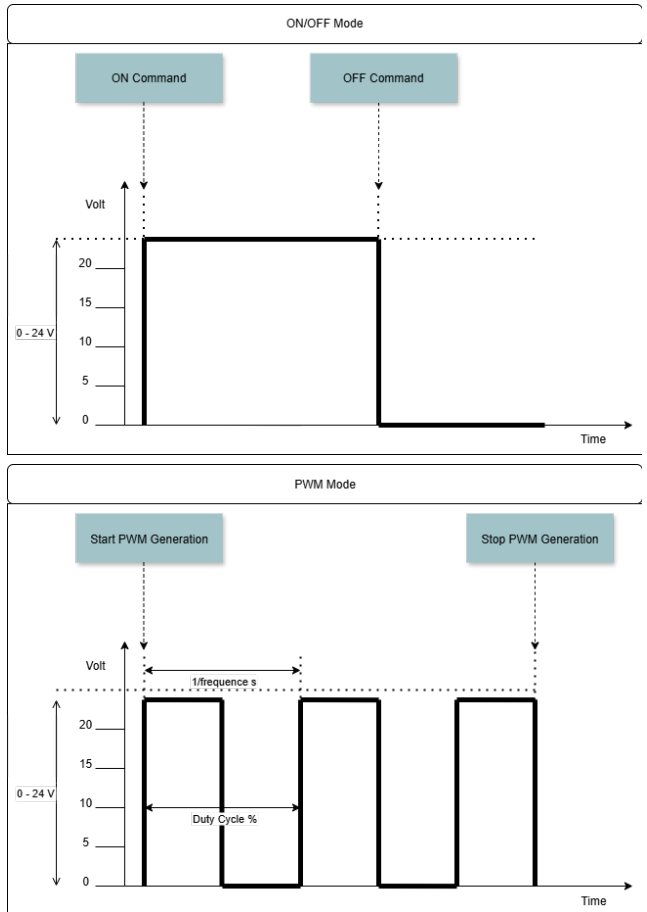 ON/OFF Mode
ON Command
OFF Command
Volt
20
15
0 - 24 V
10
5
0
Time
PWM Mode
Start PWM Generation
Stop PWM Generation
Volt
1/frequence s
20
15
0 - 24 V
10
Duty Cycle %
5
0
Time